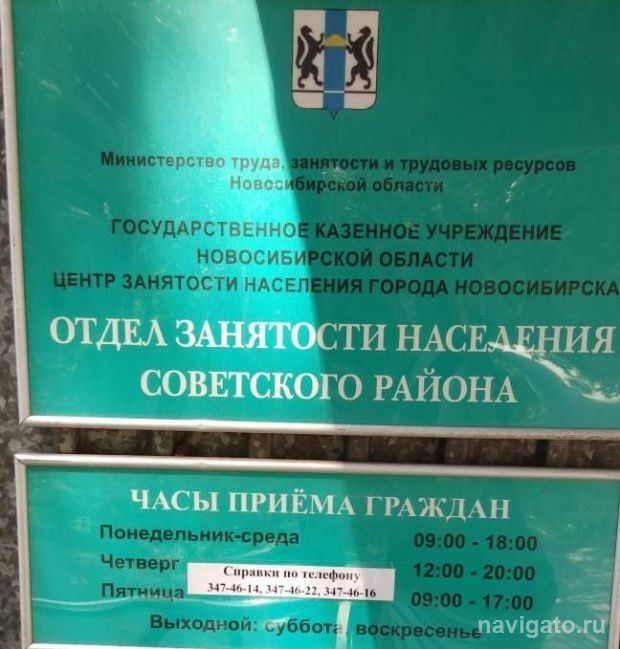 Министерство труда, занятости и трудовых ресурсов
Новосибирской области
ГОСУДАРСТВЕННОЕ КАЗЕННОЕ УЧРЕЖДЕНИЕ
НОВОСИБИРСКОЙ ОБЛАСТИ
ЦЕНТР ЗАНЯТОСТИ НАСЕЛЕНИЯ ГОРОДА НОВОСИБИРСКА
ОТДЕЛ ЗАНЯТОСТИ НАСЕЛЕНИЯ
СОВЕТСКОГО РАЙОНА
ЧАСЫ ПРИЁМА ГРАЖДАН
Понедельник-среда 09:00 - 18:00
Четверг 12:00 - 20:00
Справки по телефону
347-46-14, 347-46-22, 347-46-16
Пятница 09:00 - 17:00
Выходной: суббота, воскресенье
navigato.ru